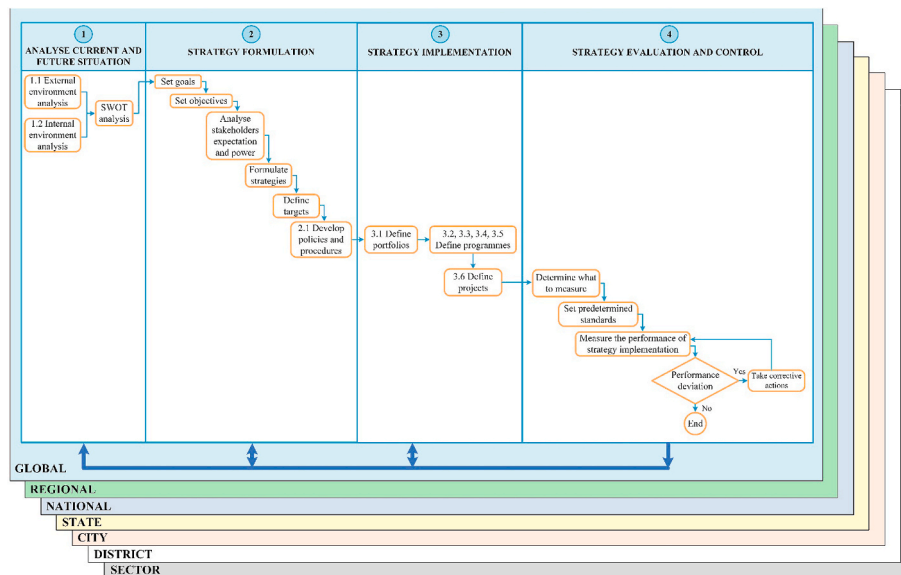 1
ANALYSE CURRENT AND
FUTURE SITUATION
2
STRATEGY FORMULATION
3
STRATEGY IMPLEMENTATION
4
STRATEGY EVALUATION AND CONTROL
1.1 External
environment
analysis
1.2 Internal
environment
analysis
SWOT
analysis
Set goals
Set objectives
Analyse
stakeholders
expectation
and power
Formulate
strategies
Define
targets
2.1 Develop
policies and
procedures
3.1 Define
portfolios
3.2, 3.3, 3.4, 3.5
Define programmes
3.6 Define
projects
Determine what
to measure
Set predetermined
standards
Measure the performance of
strategy implementation
Performance
deviation
Yes
Take corrective
actions
No
End
GLOBAL
REGIONAL
NATIONAL
STATE
CITY
DISTRICT
SECTOR